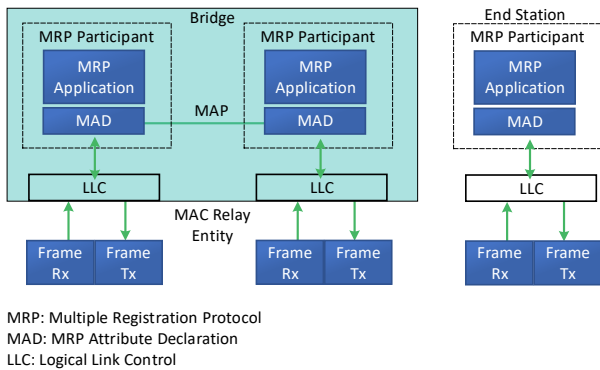 Bridge
End Station
MRP Participant
MRP Participant
MRP Participant
MRP
Application
MRP
Application
MRP
Application
MAD
MAP
MAD
MAD
LLC
LLC
LLC
MAC Relay
Entity
Frame
Rx
Frame
Tx
Frame
Rx
Frame
Tx
Frame
Rx
Frame
Tx
MRP: Multiple Registration Protocol
MAD: MRP Attribute Declaration
LLC: Logical Link Control